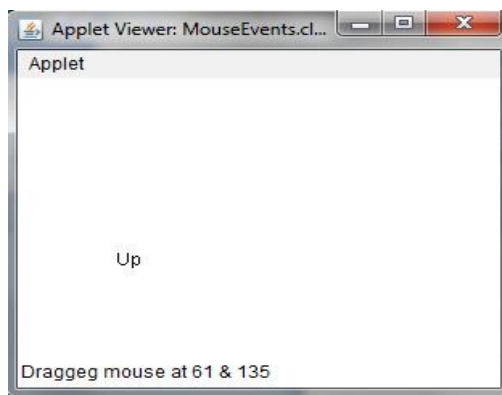 Applet Viewer: MouseEvents.cl...
Applet
Up
Draggeg mouse at 61 & 135